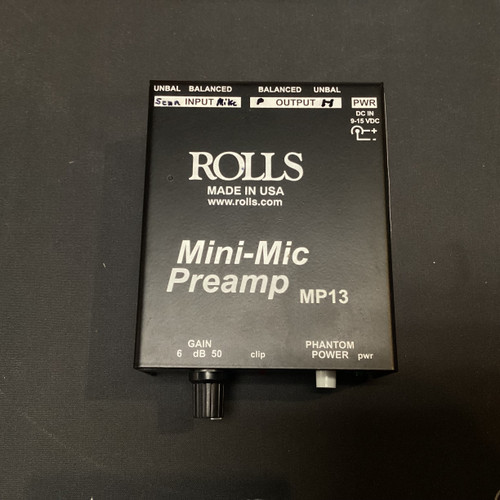 UNBAL BALANCED BALANCED UNBAL
Scan INPUT Mike P OUTPUT M PWR
DC IN
9-15 VDC
+
-
ROLLS
MADE IN USA
www.rolls.com
Mini-Mic
Preamp MP13
GAIN PHANTOM
6 dB 50 clip POWER pwr